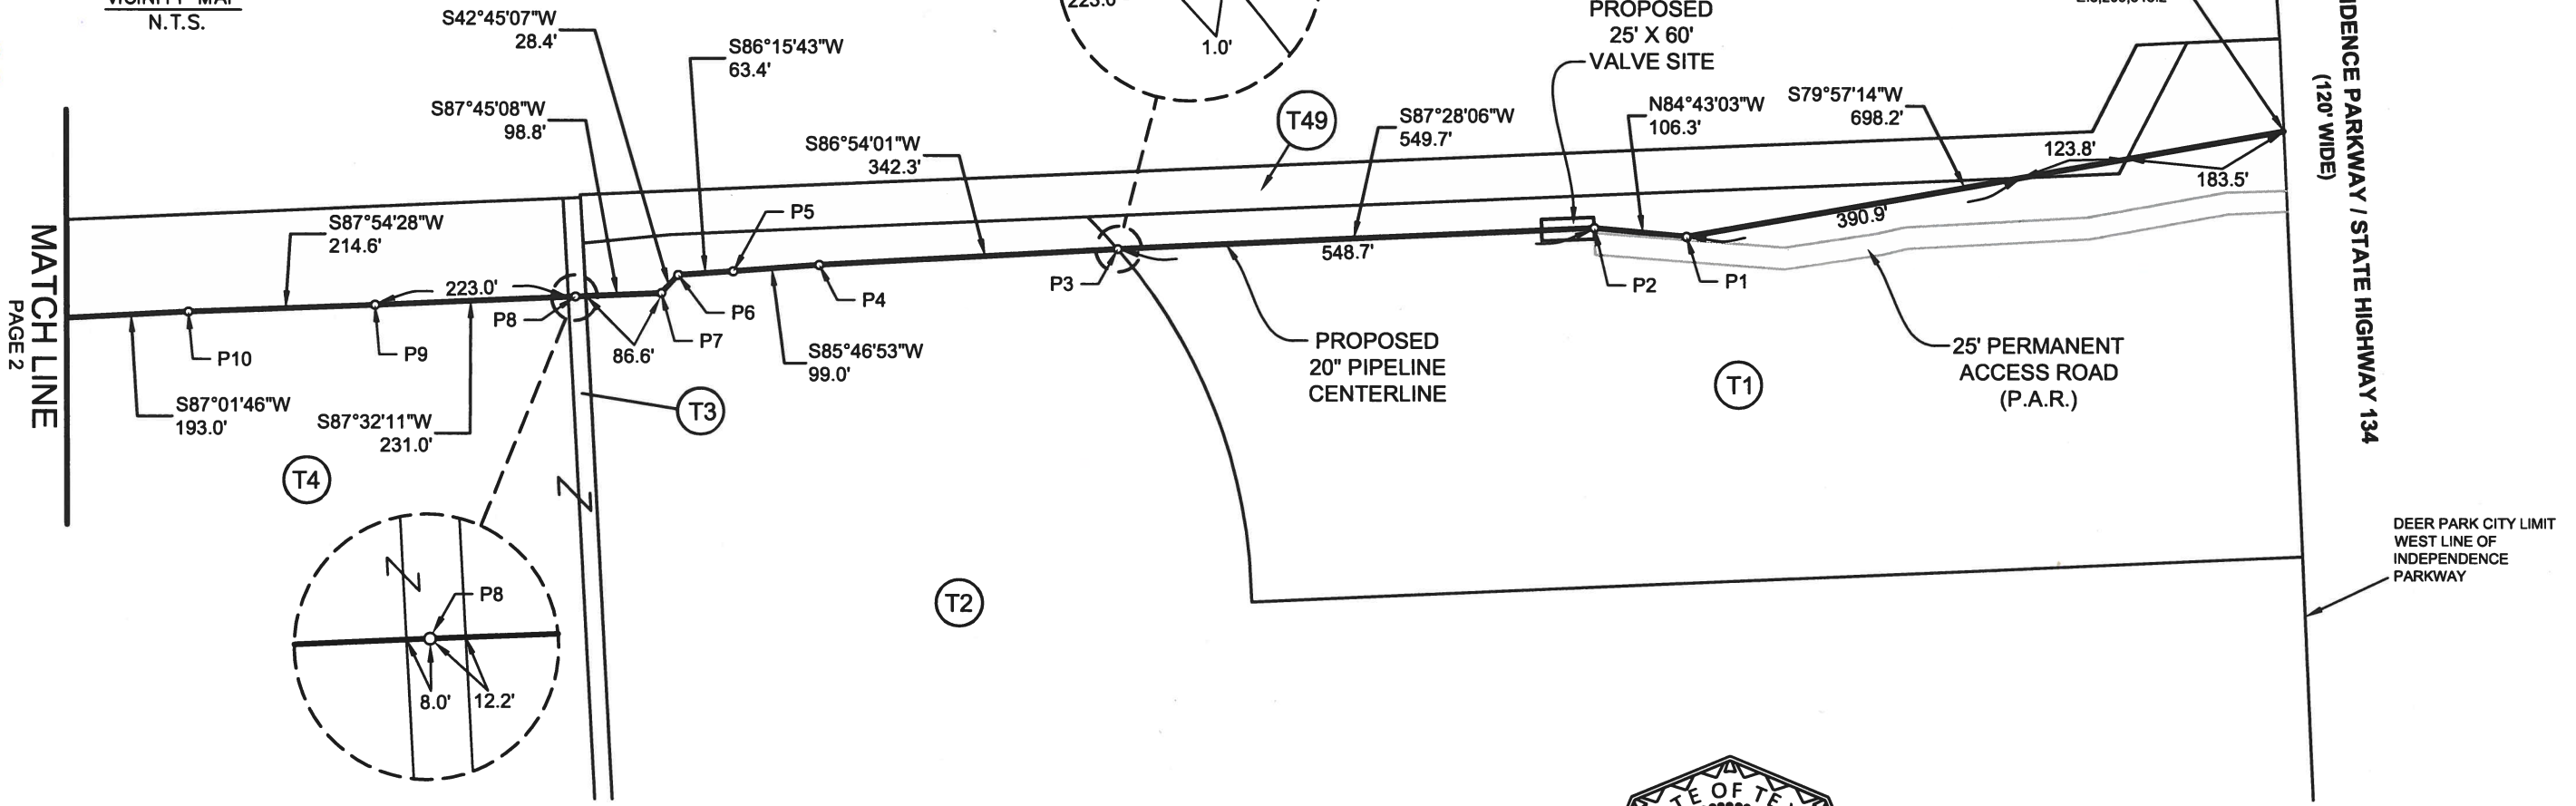 N.T.S.
S42°45'07"W
28.4'
S86°15'43"W
63.4'
S87°45'08"W
98.8'
1.0'
PROPOSED
25' X 60'
VALVE SITE
T49
S86°54'01"W
342.3'
S87°28'06"W
549.7'
N84°43'03"W
106.3'
S79°57'14"W
698.2'
123.8'
183.5'
390.9'
(120' WIDE)
PARKWAY / STATE HIGHWAY 134
MATCH LINE
PAGE 2
S87°54'28"W
214.6'
223.0'
P5
P8
P10
P9
P6
P7
86.6'
P4
P3
548.7'
P2
P1
S87°01'46"W
193.0'
S87°32'11"W
231.0'
T3
S85°46'53"W
99.0'
PROPOSED
20" PIPELINE
CENTERLINE
T1
25' PERMANENT
ACCESS ROAD
(P.A.R.)
T4
T2
P8
8.0'
12.2'
DEER PARK CITY LIMIT
WEST LINE OF
INDEPENDENCE
PARKWAY
OF